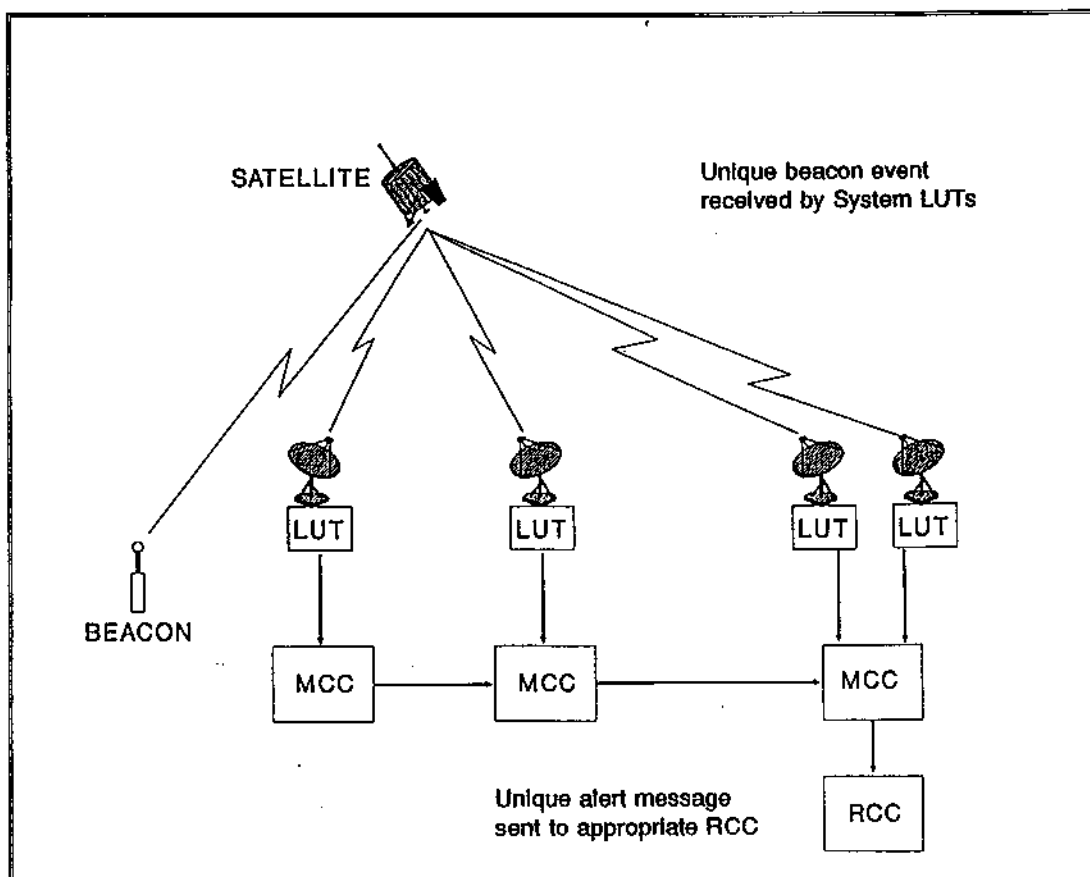 SATELLITE
Unique beacon event
received by System LUTs
LUT
LUT
LUT
LUT
BEACON
MCC
MCC
MCC
Unique alert message
sent to appropriate RCC
RCC